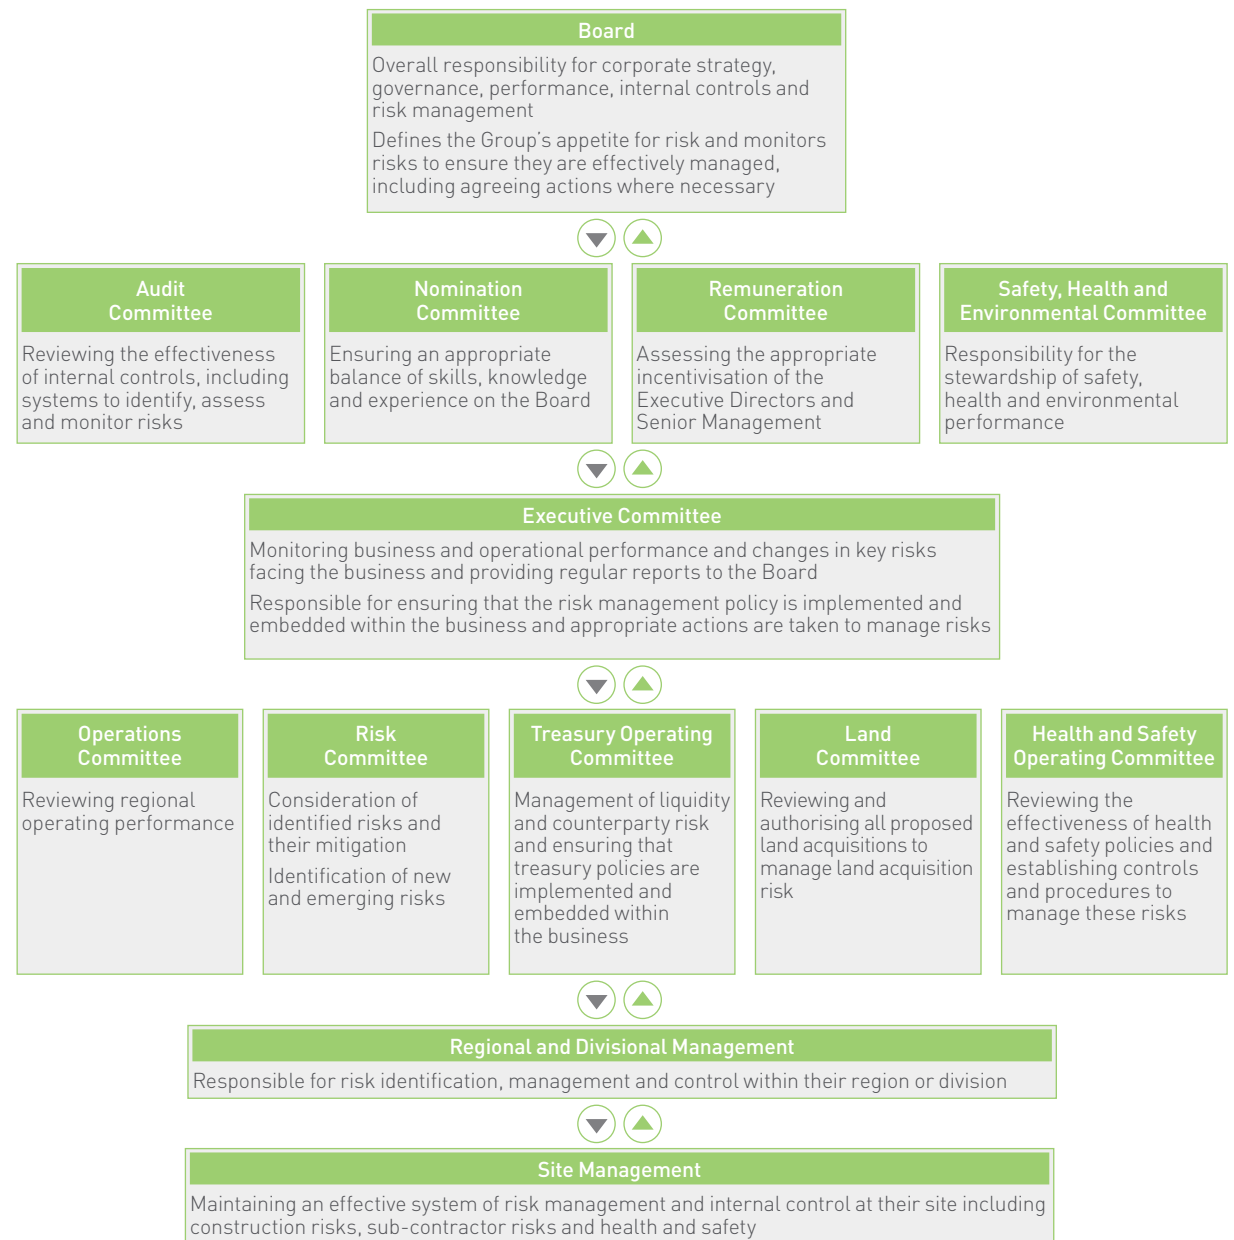 Board
Overall responsibility for corporate strategy,
governance, performance, internal controls and
risk management
Defines the Group's appetite for risk and monitors
risks to ensure they are effectively managed,
including agreeing actions where necessary
Audit
Committee
Reviewing the effectiveness
of internal controls, including
systems to identify, assess
and monitor risks
Nomination
Committee
Ensuring an appropriate
balance of skills, knowledge
and experience on the Board
Remuneration
Committee
Assessing the appropriate
incentivisation of the
Executive Directors and
Senior Management
Safety, Health and
Environmental Committee
Responsibility for the
stewardship of safety,
health and environmental
performance
Executive Committee
Monitoring business and operational performance and changes in key risks
facing the business and providing regular reports to the Board
Responsible for ensuring that the risk management policy is implemented and
embedded within the business and appropriate actions are taken to manage risks
Operations
Committee
Reviewing regional
operating performance
Risk
Committee
Consideration of
identified risks and
their mitigation
Identification of new
and emerging risks
Treasury Operating
Committee
Management of liquidity
and counterparty risk
and ensuring that
treasury policies are
implemented and
embedded within
the business
Land
Committee
Reviewing and
authorising all proposed
land acquisitions to
manage land acquisition
risk
Health and Safety
Operating Committee
Reviewing the
effectiveness of health
and safety policies and
establishing controls
and procedures to
manage these risks
Regional and Divisional Management
Responsible for risk identification, management and control within their region or division
Site Management
Maintaining an effective system of risk management and internal control at their site including
construction risks, sub-contractor risks and health and safety